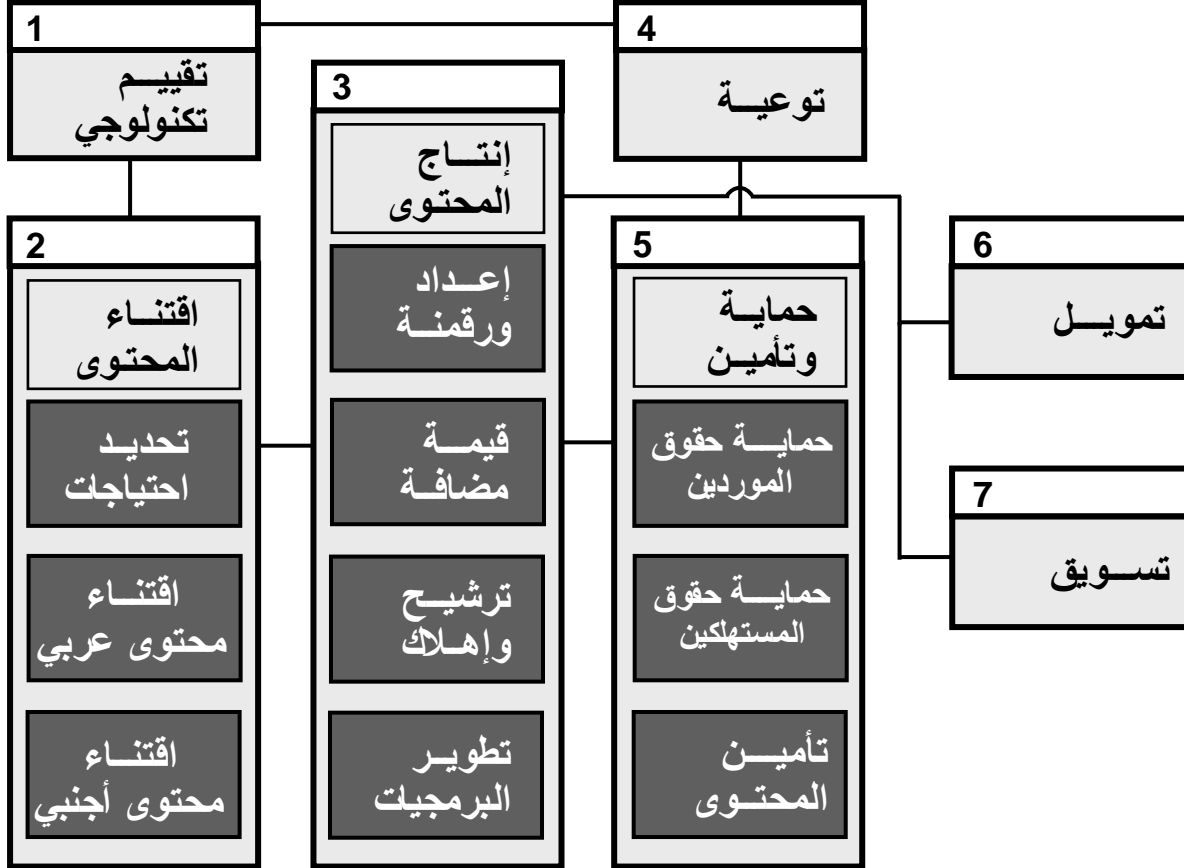 1
تقييم
تكنولوجي
2
اقتناء
المحتوى
تحديد
احتياجات
اقتناء
محتوى عربي
اقتناء
محتوى أجنبي
3
إنتاج
المحتوى
إعداد
ورقمنة
قيمة
مضافة
ترشيح
وإهلاك
تطوير
البرمجيات
4
توعية
5
حماية
وتأمين
حماية حقوق
الموردين
حماية حقوق
المستهلكين
تأمين
المحتوى
6
تمويل
7
تسويق